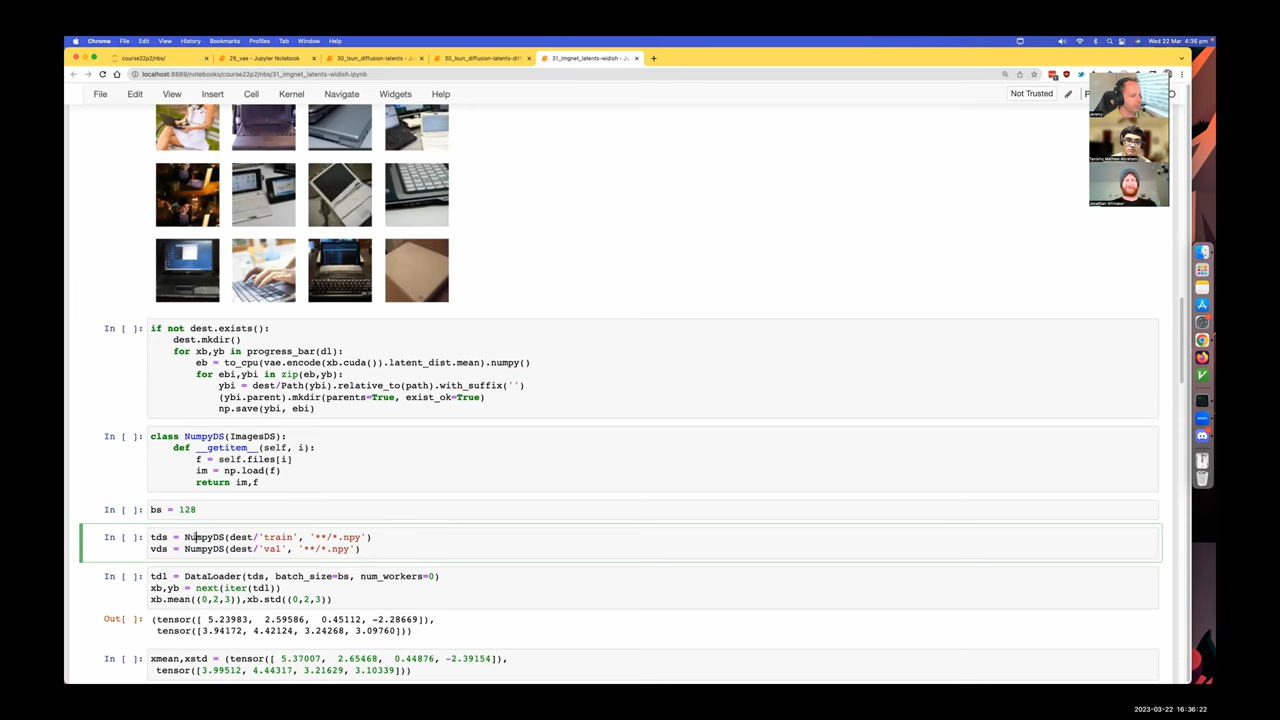 Chrome File Edit View History Bookmarks Profiles Tab Window Help Wed 22 Mar 4:36 pm
course22p2/nbs/ 29_vae - Jupyter Notebook 30_lsun_diffusion-latents - Ju 30_lsun_diffusion-latents-wid 31_imgnet_latents-widish - Ju
localhost:8889/notebooks/course22p2/nbs/31_imgnet_latents-widish.ipynb
File Edit View Insert Cell Kernel Navigate Widgets Help Not Trusted
Jeremy
Tanishq Mathew Abraham
Jonathan Whitaker
In [ ]: if not dest.exists():
dest.mkdir()
for xb,yb in progress_bar(dl):
eb = to_cpu(vae.encode(xb.cuda()).latent_dist.mean).numpy()
for ebi,ybi in zip(eb,yb):
ybi = dest/Path(ybi).relative_to(path).with_suffix('')
(ybi.parent).mkdir(parents=True, exist_ok=True)
np.save(ybi, ebi)
In [ ]: class NumpyDS(ImagesDS):
def __getitem__(self, i):
f = self.files[i]
im = np.load(f)
return im,f
In [ ]: bs = 128
In [ ]: tds = NumpyDS(dest/'train', '**/*.npy')
vds = NumpyDS(dest/'val', '**/*.npy')
In [ ]: tdl = DataLoader(tds, batch_size=bs, num_workers=0)
xb,yb = next(iter(tdl))
xb.mean((0,2,3)),xb.std((0,2,3))
Out[ ]: (tensor([ 5.23983, 2.59586, 0.45112, -2.28669]),
tensor([3.94172, 4.42124, 3.24268, 3.09760]))
In [ ]: xmean,xstd = (tensor([ 5.37007, 2.65468, 0.44876, -2.39154]),
tensor([3.99512, 4.44317, 3.21629, 3.10339]))
2023-03-22 16:36:22